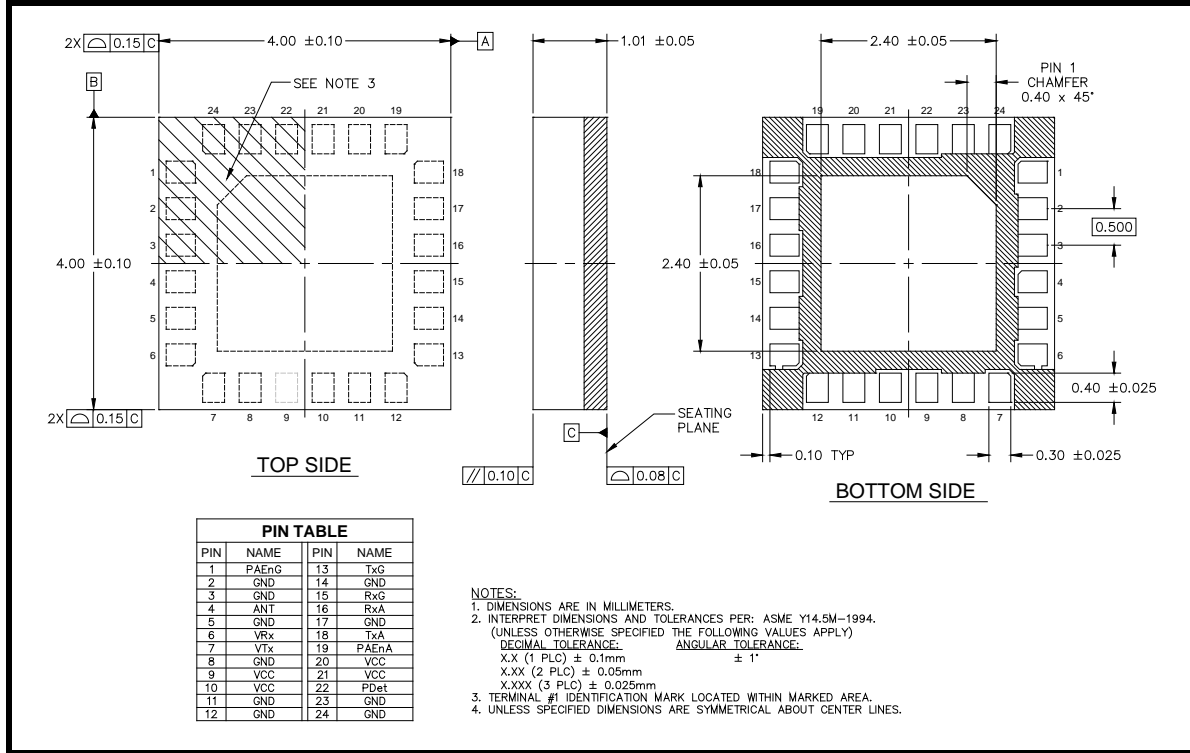 2X ⌓ 0.15 C
4.00 ±0.10
A
1.01 ±0.05
2.40 ±0.05
B
SEE NOTE 3
PIN 1
CHAMFER
0.40 x 45°
24 23 22 21 20 19
19 20 21 22 23 24
1 18
2 17
3 16
4 15
5 14
6 13
18 1
17 2
16 3
15 4
14 5
13 6
4.00 ±0.10
2.40 ±0.05
0.500
7 8 9 10 11 12
12 11 10 9 8 7
0.40 ±0.025
2X ⌓ 0.15 C
C
SEATING
PLANE
// 0.10 C
⌓ 0.08 C
0.10 TYP
0.30 ±0.025
TOP SIDE
BOTTOM SIDE
PIN TABLE
PIN NAME PIN NAME
1 PAEnG 13 TxG
2 GND 14 GND
3 GND 15 RxG
4 ANT 16 RxA
5 GND 17 GND
6 VRx 18 TxA
7 VTx 19 PAEnA
8 GND 20 VCC
9 VCC 21 VCC
10 VCC 22 PDet
11 GND 23 GND
12 GND 24 GND
NOTES:
1. DIMENSIONS ARE IN MILLIMETERS.
2. INTERPRET DIMENSIONS AND TOLERANCES PER: ASME Y14.5M-1994.
(UNLESS OTHERWISE SPECIFIED THE FOLLOWING VALUES APPLY)
DECIMAL TOLERANCE: ANGULAR TOLERANCE:
X.X (1 PLC) ± 0.1mm ± 1°
X.XX (2 PLC) ± 0.05mm
X.XXX (3 PLC) ± 0.025mm
3. TERMINAL #1 IDENTIFICATION MARK LOCATED WITHIN MARKED AREA.
4. UNLESS SPECIFIED DIMENSIONS ARE SYMMETRICAL ABOUT CENTER LINES.